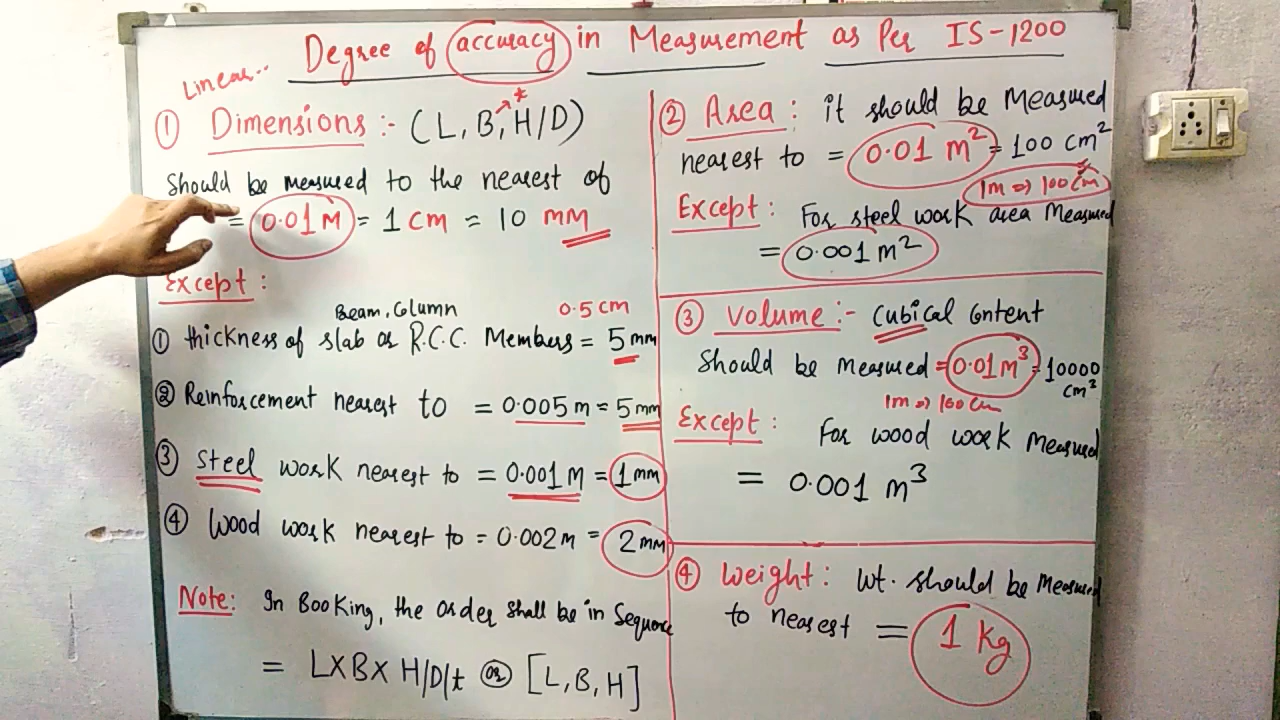 Degree of accuracy in Measurement as Per IS-1200
Linear..
① Dimensions :- (L, B, H/D)
*
Should be measured to the nearest of
= 0.01 M = 1 cm = 10 mm
Except :
Beam, Column
0.5 cm
① thickness of slab or R.C.C. Members = 5 mm
② Reinforcement nearest to = 0.005 m = 5 mm
③ Steel work nearest to = 0.001 M = 1 mm
④ Wood work nearest to = 0.002 m = 2 mm
Note: In Booking, the order shall be in Sequence
= L X B X H/D/t or [L, B, H]
② Area : it should be Measured
nearest to = 0.01 m² = 100 cm²
1m ⇒ 100 cm
Except : For steel work area Measured
= 0.001 m²
③ Volume :- Cubical Content
Should be Measured = 0.01 m³ = 10000
cm³
1m ⇒ 100 cm
Except : For wood work Measured
= 0.001 m³
④ Weight : Wt. should be Measured
to nearest = 1 Kg